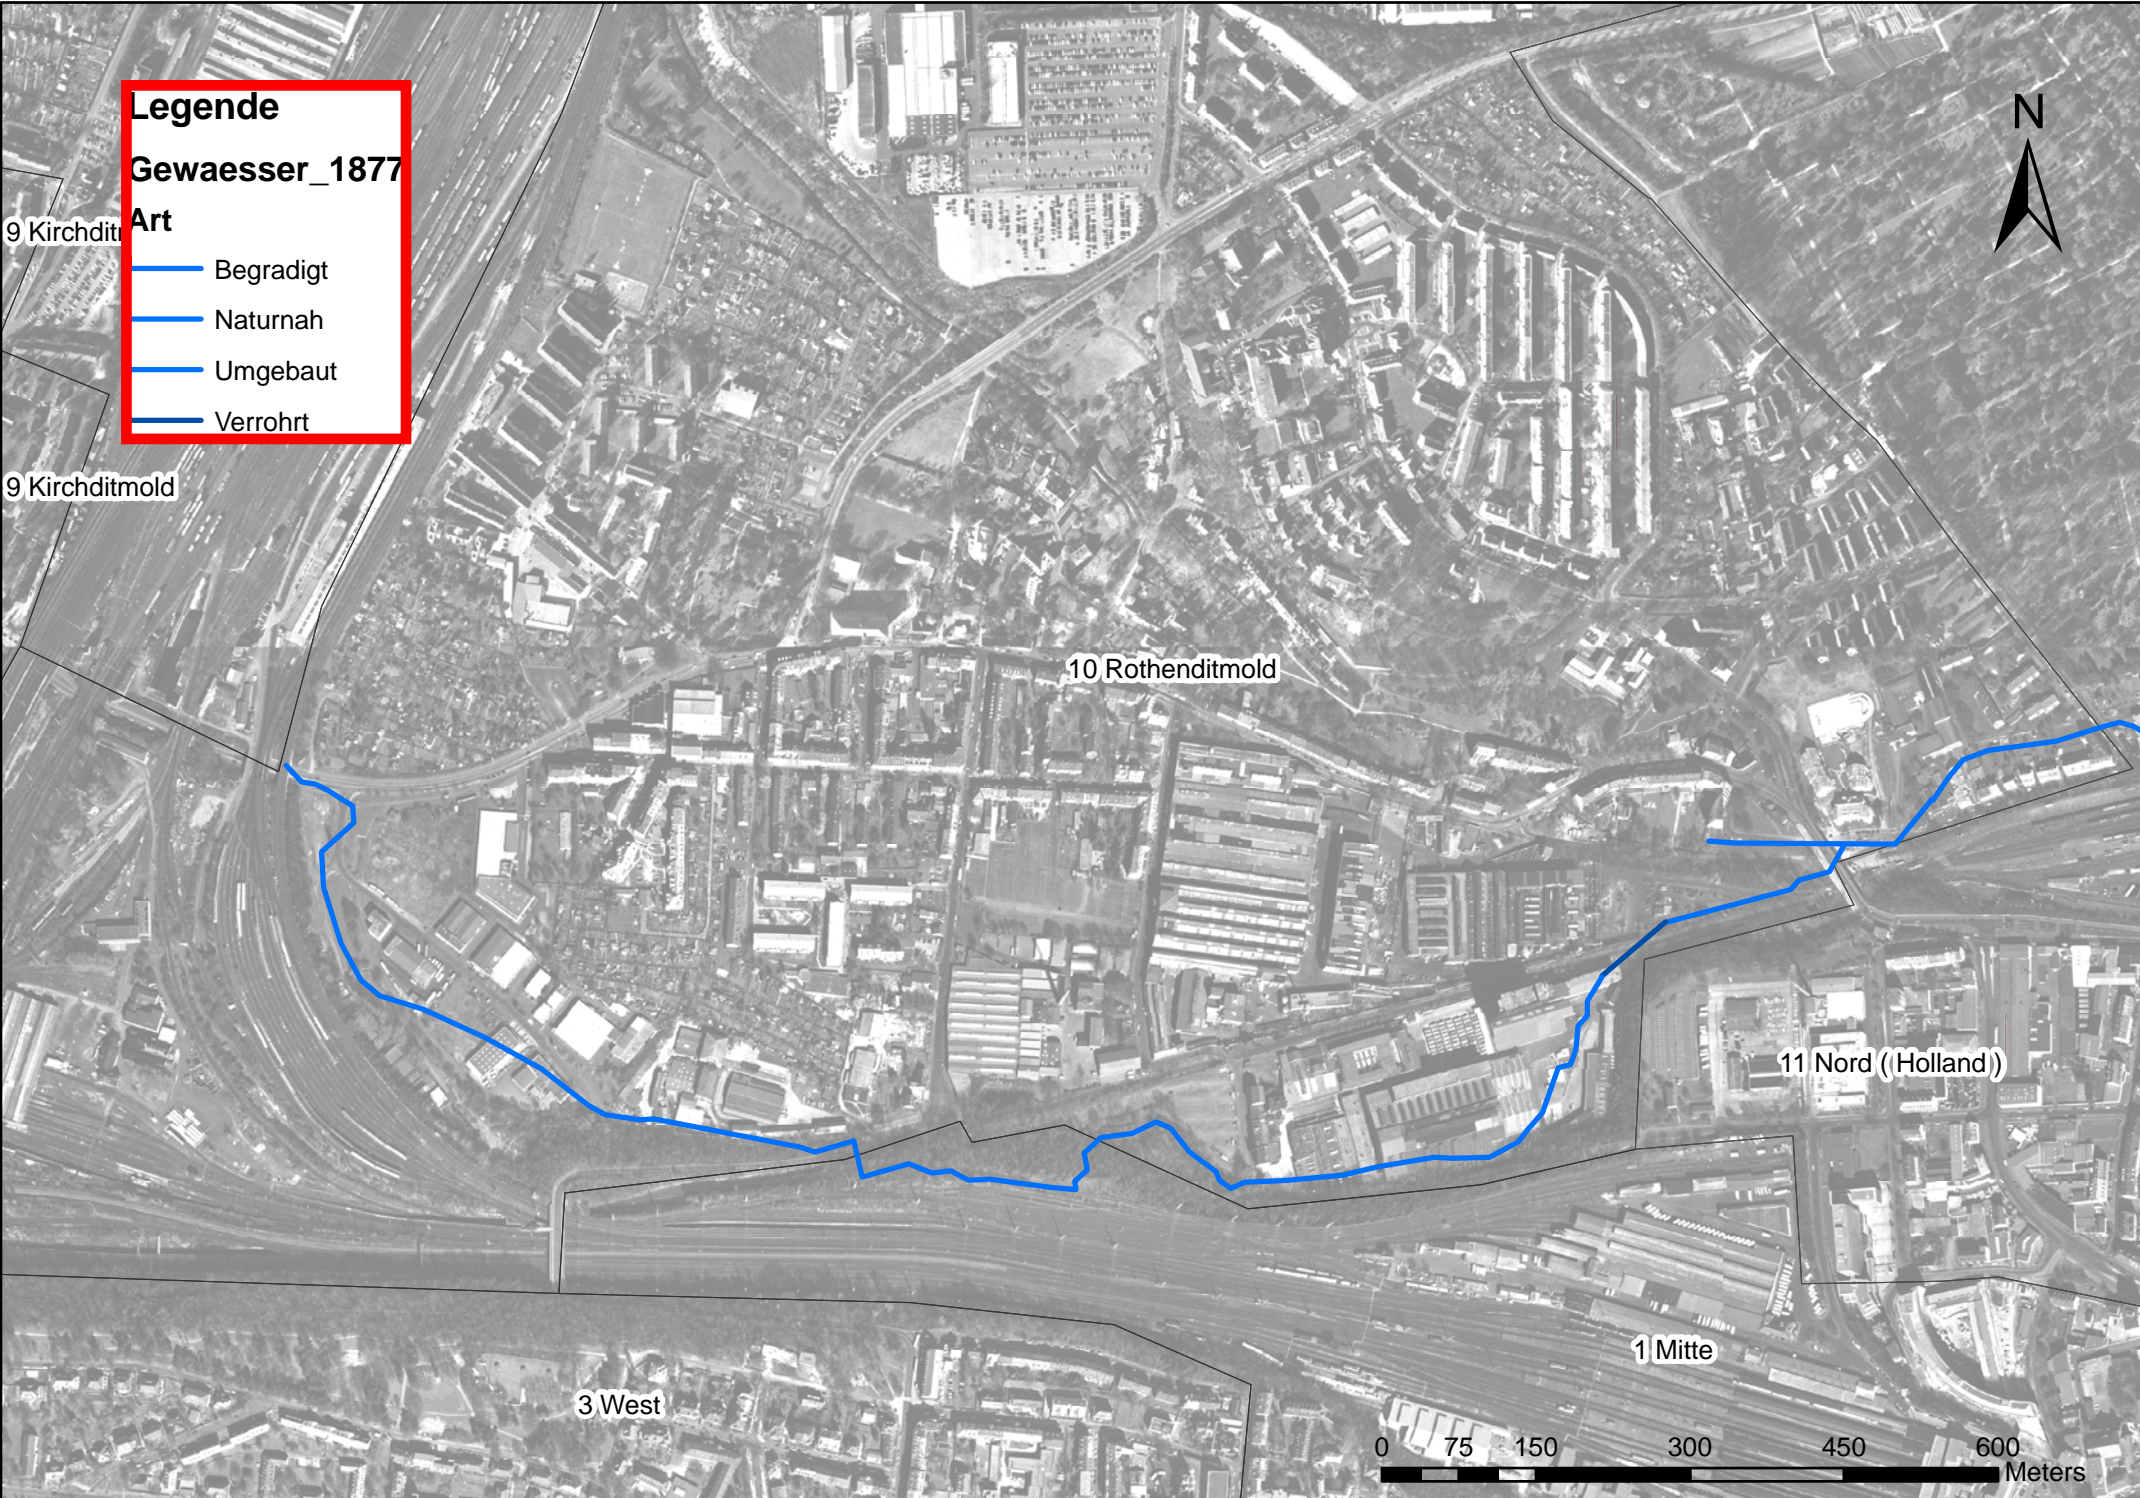 Legende
Gewaesser_1877
Art
Begradigt
Naturnah
Umgebaut
Verrohrt
N
9 Kirchditm
9 Kirchditmold
10 Rothenditmold
11 Nord ( Holland )
1 Mitte
3 West
0 75 150 300 450 600
Meters